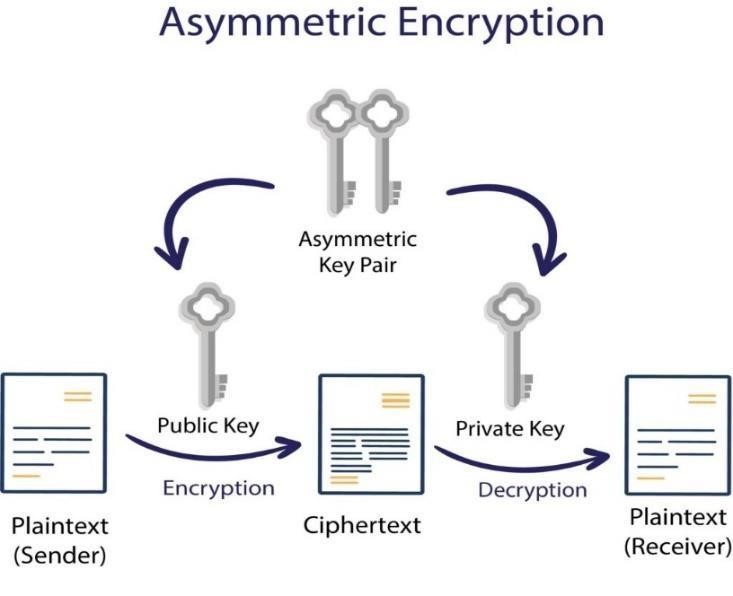 Asymmetric Encryption
Asymmetric
Key Pair
Public Key
Private Key
Encryption
Decryption
Plaintext
(Sender)
Ciphertext
Plaintext
(Receiver)